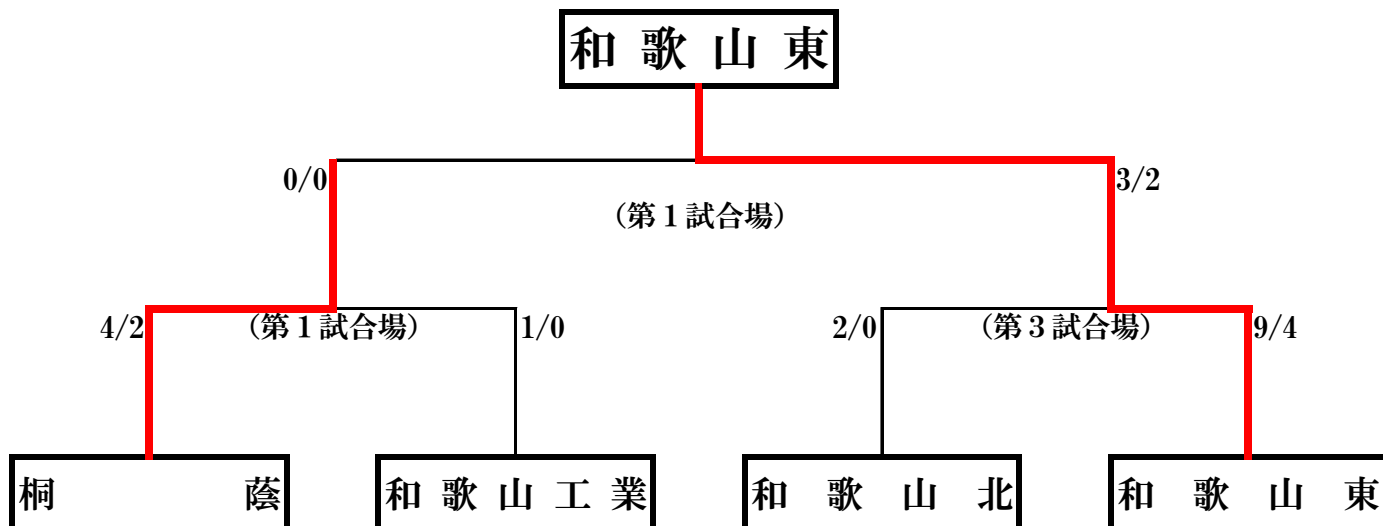 和歌山東
0/0
3/2
(第1試合場)
4/2
(第1試合場)
1/0
2/0
(第3試合場)
9/4
桐蔭
和歌山工業
和歌山北
和歌山東